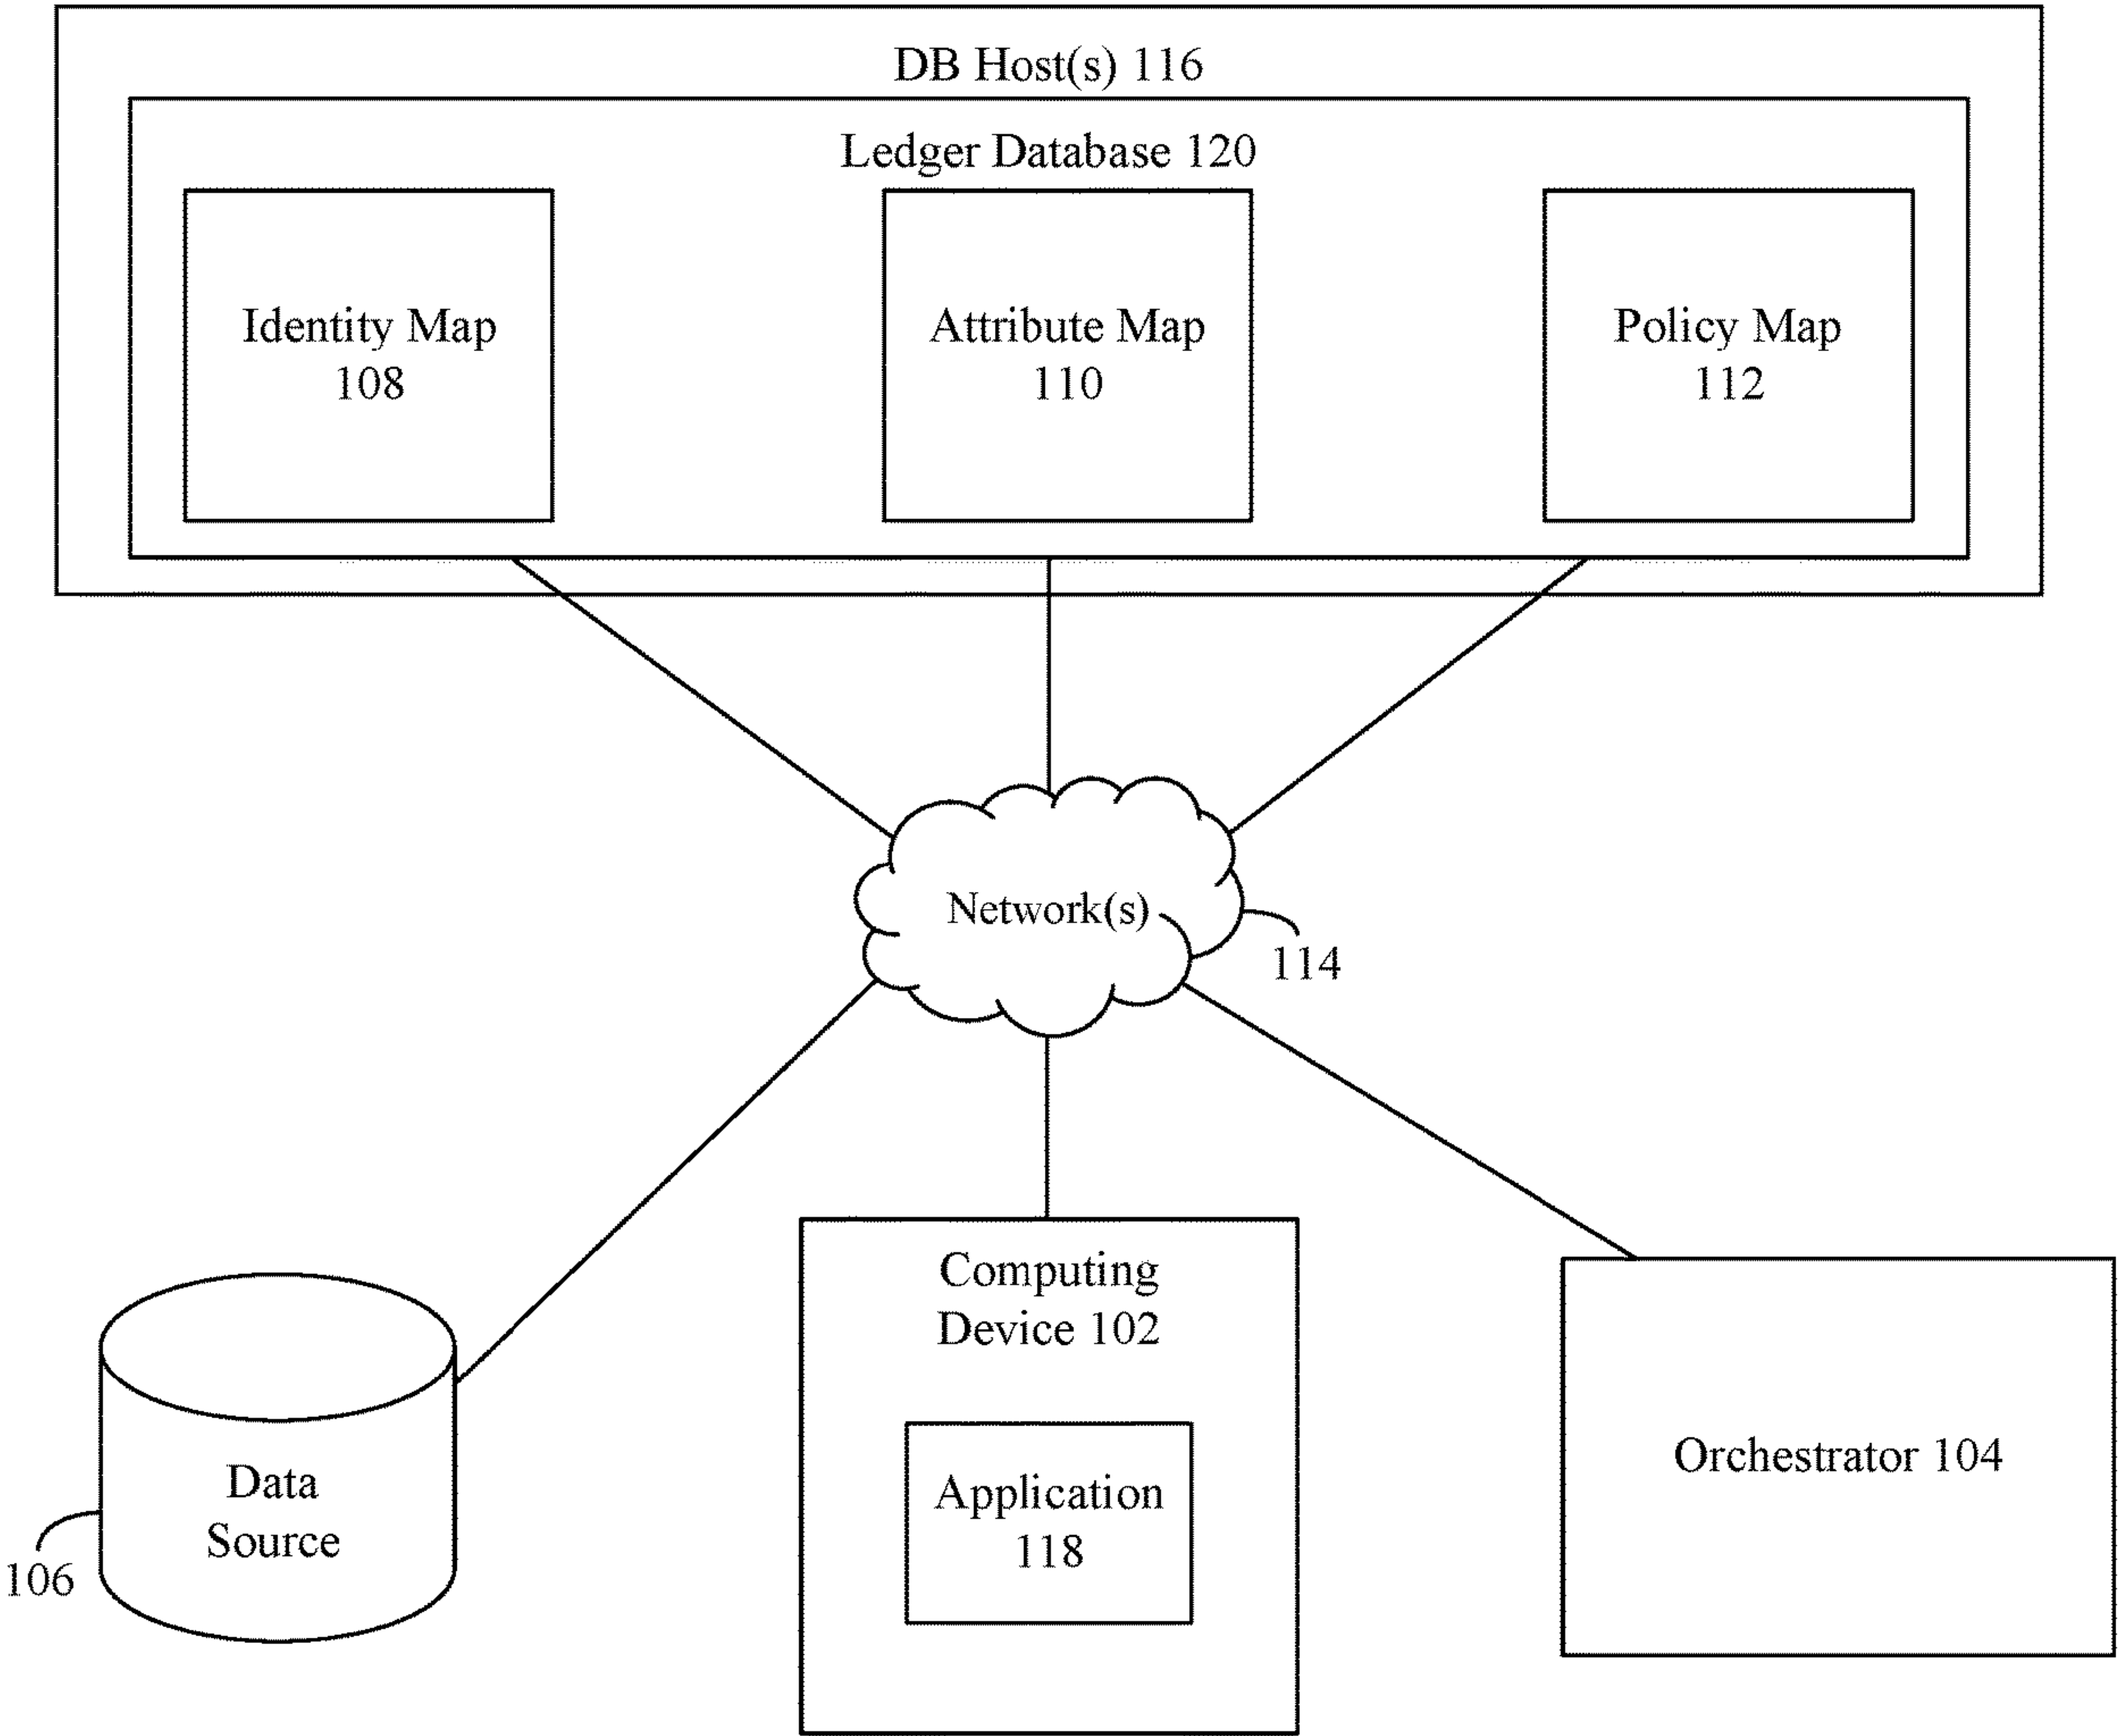 DB Host(s) 116
Ledger Database 120
Identity Map
108
Attribute Map
110
Policy Map
112
Network(s)
114
Computing
Device 102
Application
118
Orchestrator 104
Data
Source
106